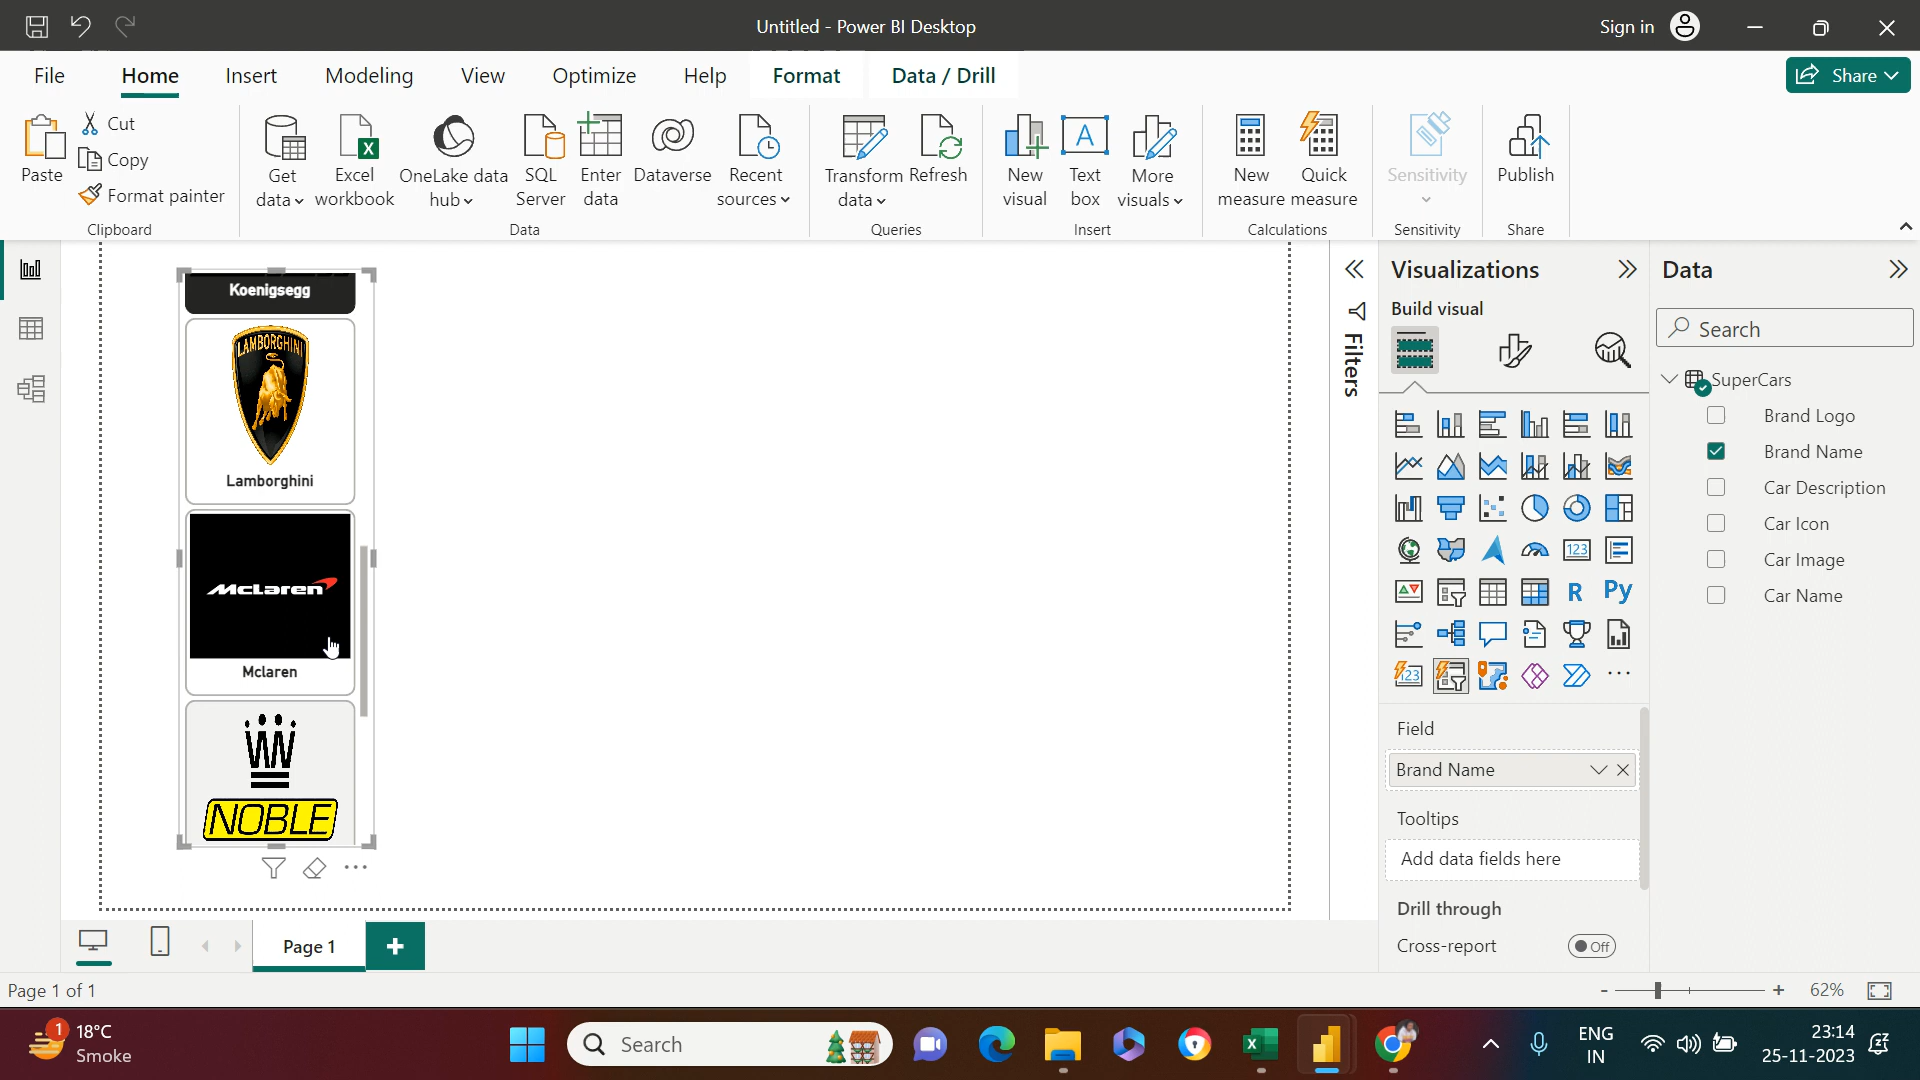 Untitled - Power BI Desktop
Sign in
File
Home
Insert
Modeling
View
Optimize
Help
Format
Data / Drill
Share
Paste
Cut
Copy
Format painter
Clipboard
Get
data
Excel
workbook
OneLake data
hub
SQL
Server
Enter
data
Dataverse
Recent
sources
Data
Transform
data
Refresh
Queries
New
visual
Text
box
More
visuals
Insert
New
measure
Quick
measure
Calculations
Sensitivity
Sensitivity
Publish
Share
Koenigsegg
LAMBORGHINI
Lamborghini
McLaren
Mclaren
NOBLE
Filters
Visualizations
Build visual
123
R
Py
123
Field
Brand Name
Tooltips
Add data fields here
Drill through
Cross-report
Off
Data
Search
SuperCars
Brand Logo
Brand Name
Car Description
Car Icon
Car Image
Car Name
Page 1
Page 1 of 1
- + 62%
1
18°C
Smoke
Search
ENG
IN
23:14
25-11-2023